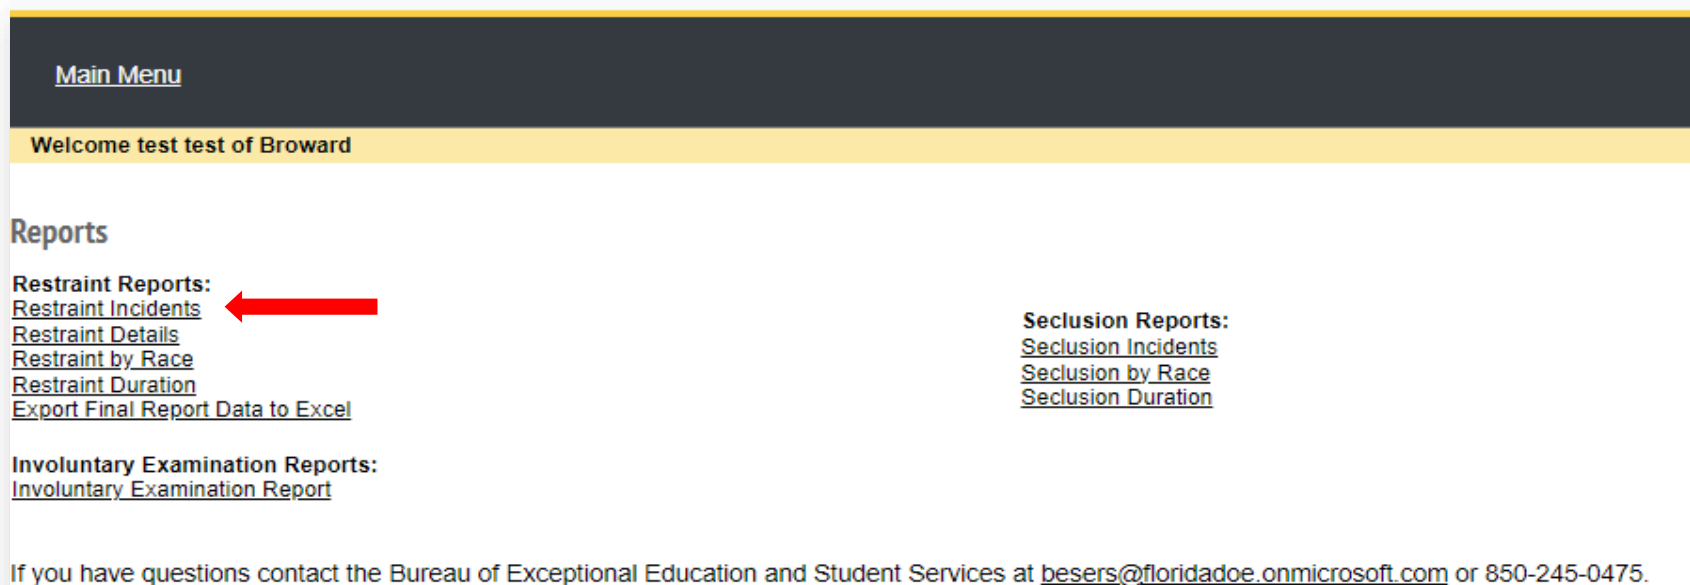 Main Menu
Welcome test test of Broward
Reports
Restraint Reports:
Restraint Incidents
Restraint Details
Restraint by Race
Restraint Duration
Export Final Report Data to Excel
Seclusion Reports:
Seclusion Incidents
Seclusion by Race
Seclusion Duration
Involuntary Examination Reports:
Involuntary Examination Report
If you have questions contact the Bureau of Exceptional Education and Student Services at besers@floridadoe.onmicrosoft.com or 850-245-0475.